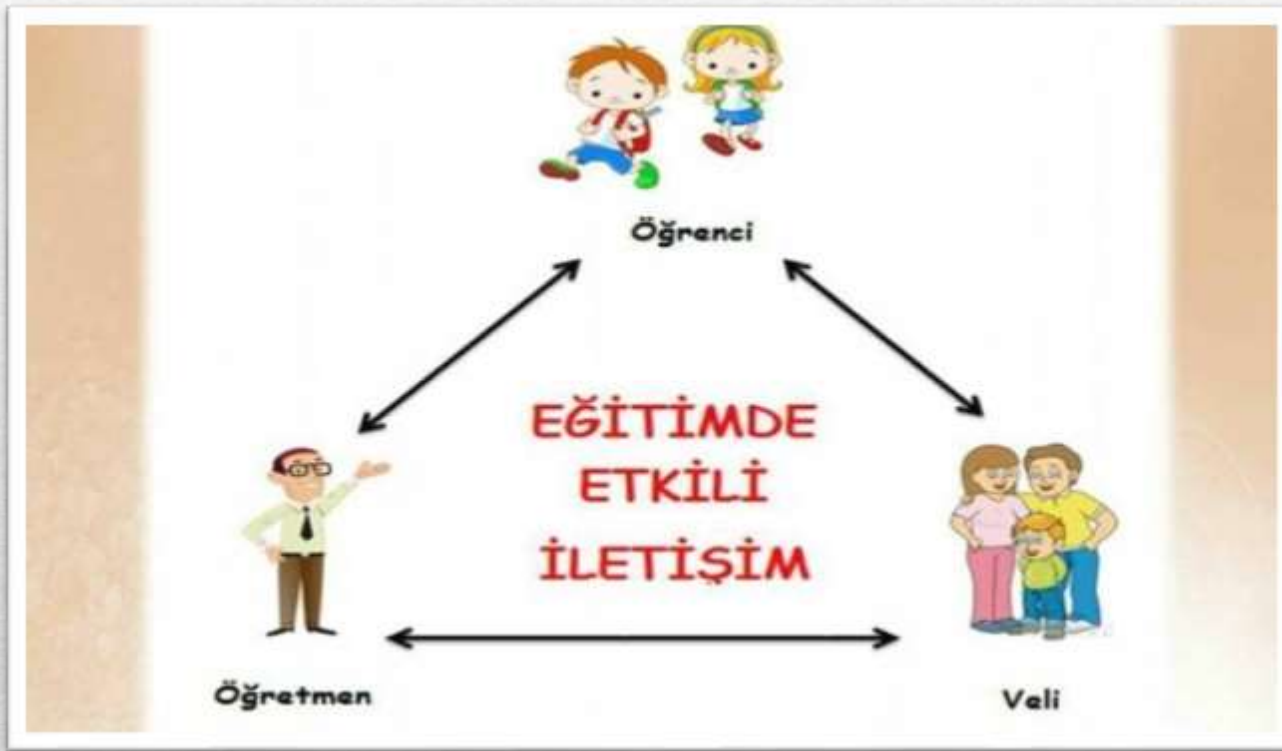 Öğrenci
EĞİTİMDE
ETKİLİ
İLETİŞİM
Öğretmen
Veli